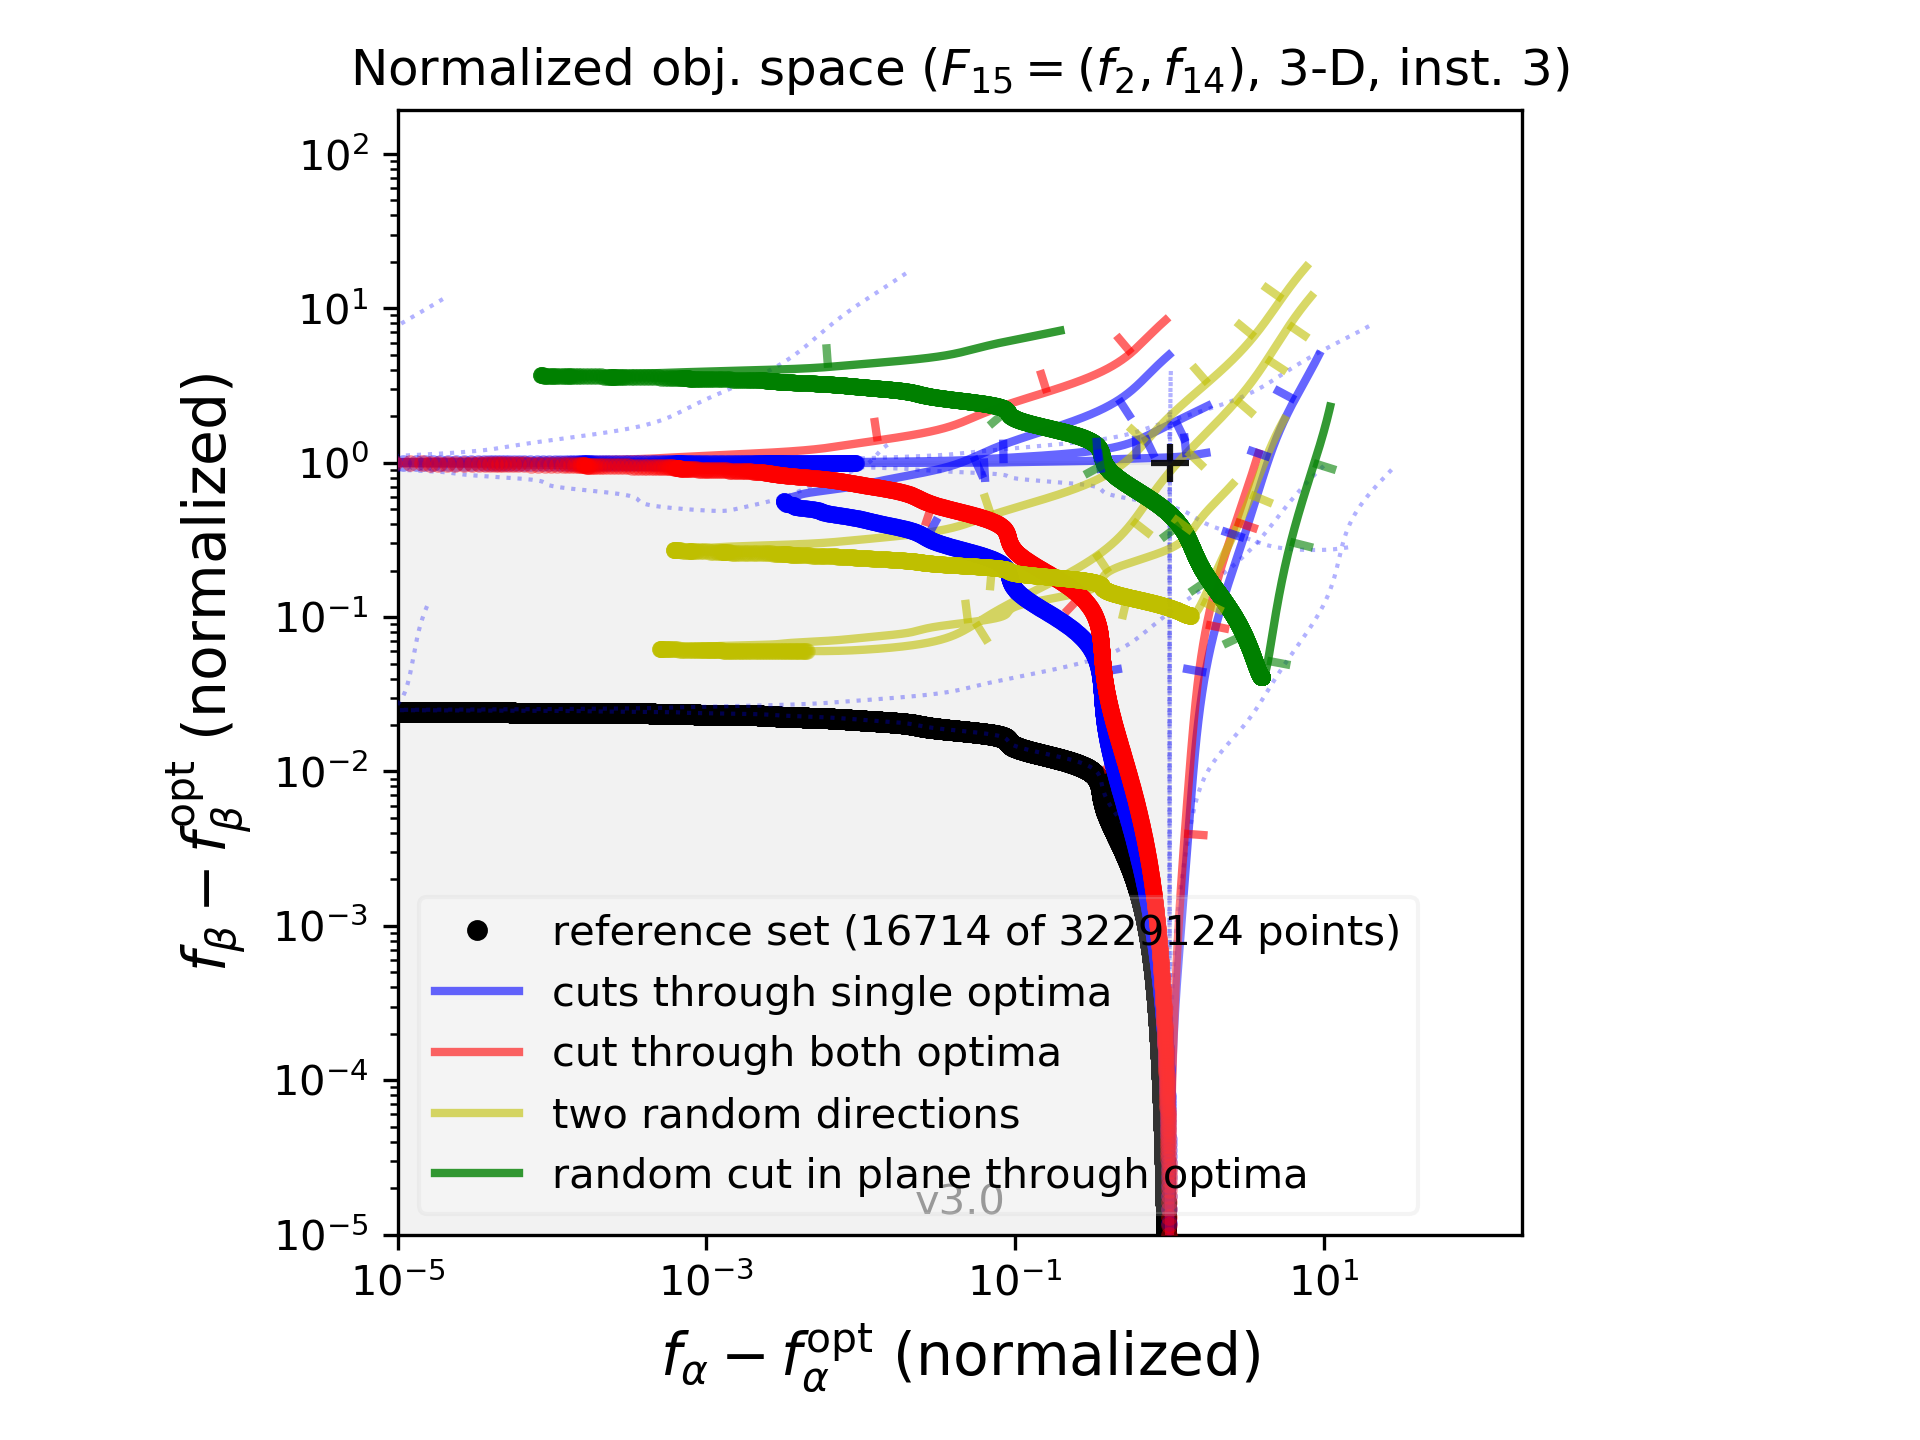 Normalized obj. space (F₁₅ = (f₂, f₁₄), 3-D, inst. 3)
10²
10¹
10⁰
10⁻¹
10⁻²
10⁻³
10⁻⁴
10⁻⁵
f_β − f_β^opt (normalized)
reference set (16714 of 3229124 points)
cuts through single optima
cut through both optima
two random directions
random cut in plane through optima
v3.0
10⁻⁵ 10⁻³ 10⁻¹ 10¹
f_α − f_α^opt (normalized)